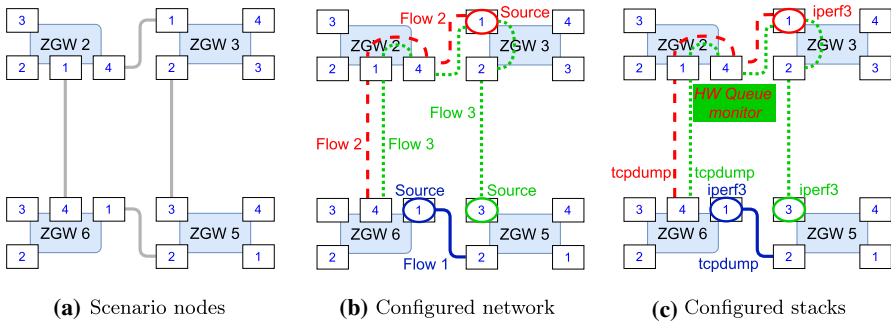 3 1 4
ZGW 2 ZGW 3
2 1 4 2 3
3 4 1 3 4
ZGW 6 ZGW 5
2 2 1
(a) Scenario nodes
Flow 2 Source
3 1 4
ZGW 2 ZGW 3
2 1 4 2 3
Flow 3
Flow 2 Flow 3
Source Source
3 4 1 3 4
ZGW 6 ZGW 5
2 Flow 1 2 1
(b) Configured network
iperf3
3 1 4
ZGW 2 ZGW 3
2 1 4 2 3
HW Queue
monitor
tcpdump tcpdump
iperf3 iperf3
3 4 1 3 4
ZGW 6 ZGW 5
2 tcpdump 2 1
(c) Configured stacks